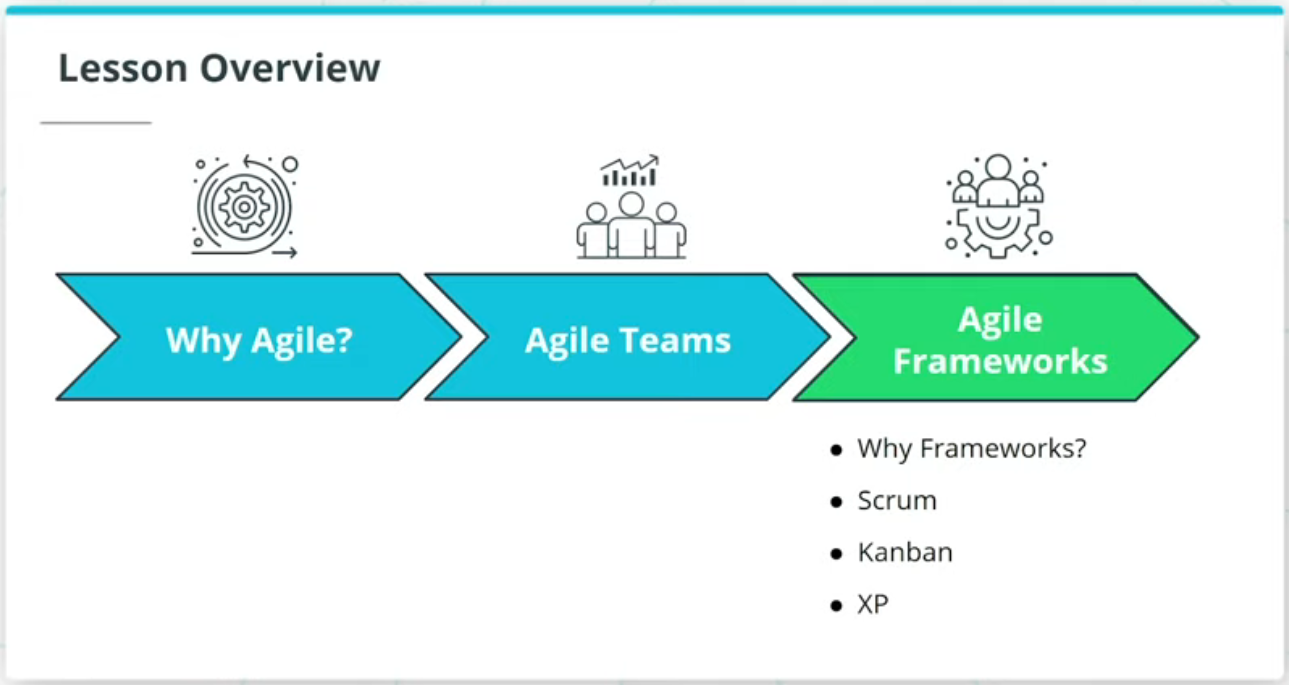 Lesson Overview
Why Agile?
Agile Teams
Agile
Frameworks
● Why Frameworks?
● Scrum
● Kanban
● XP